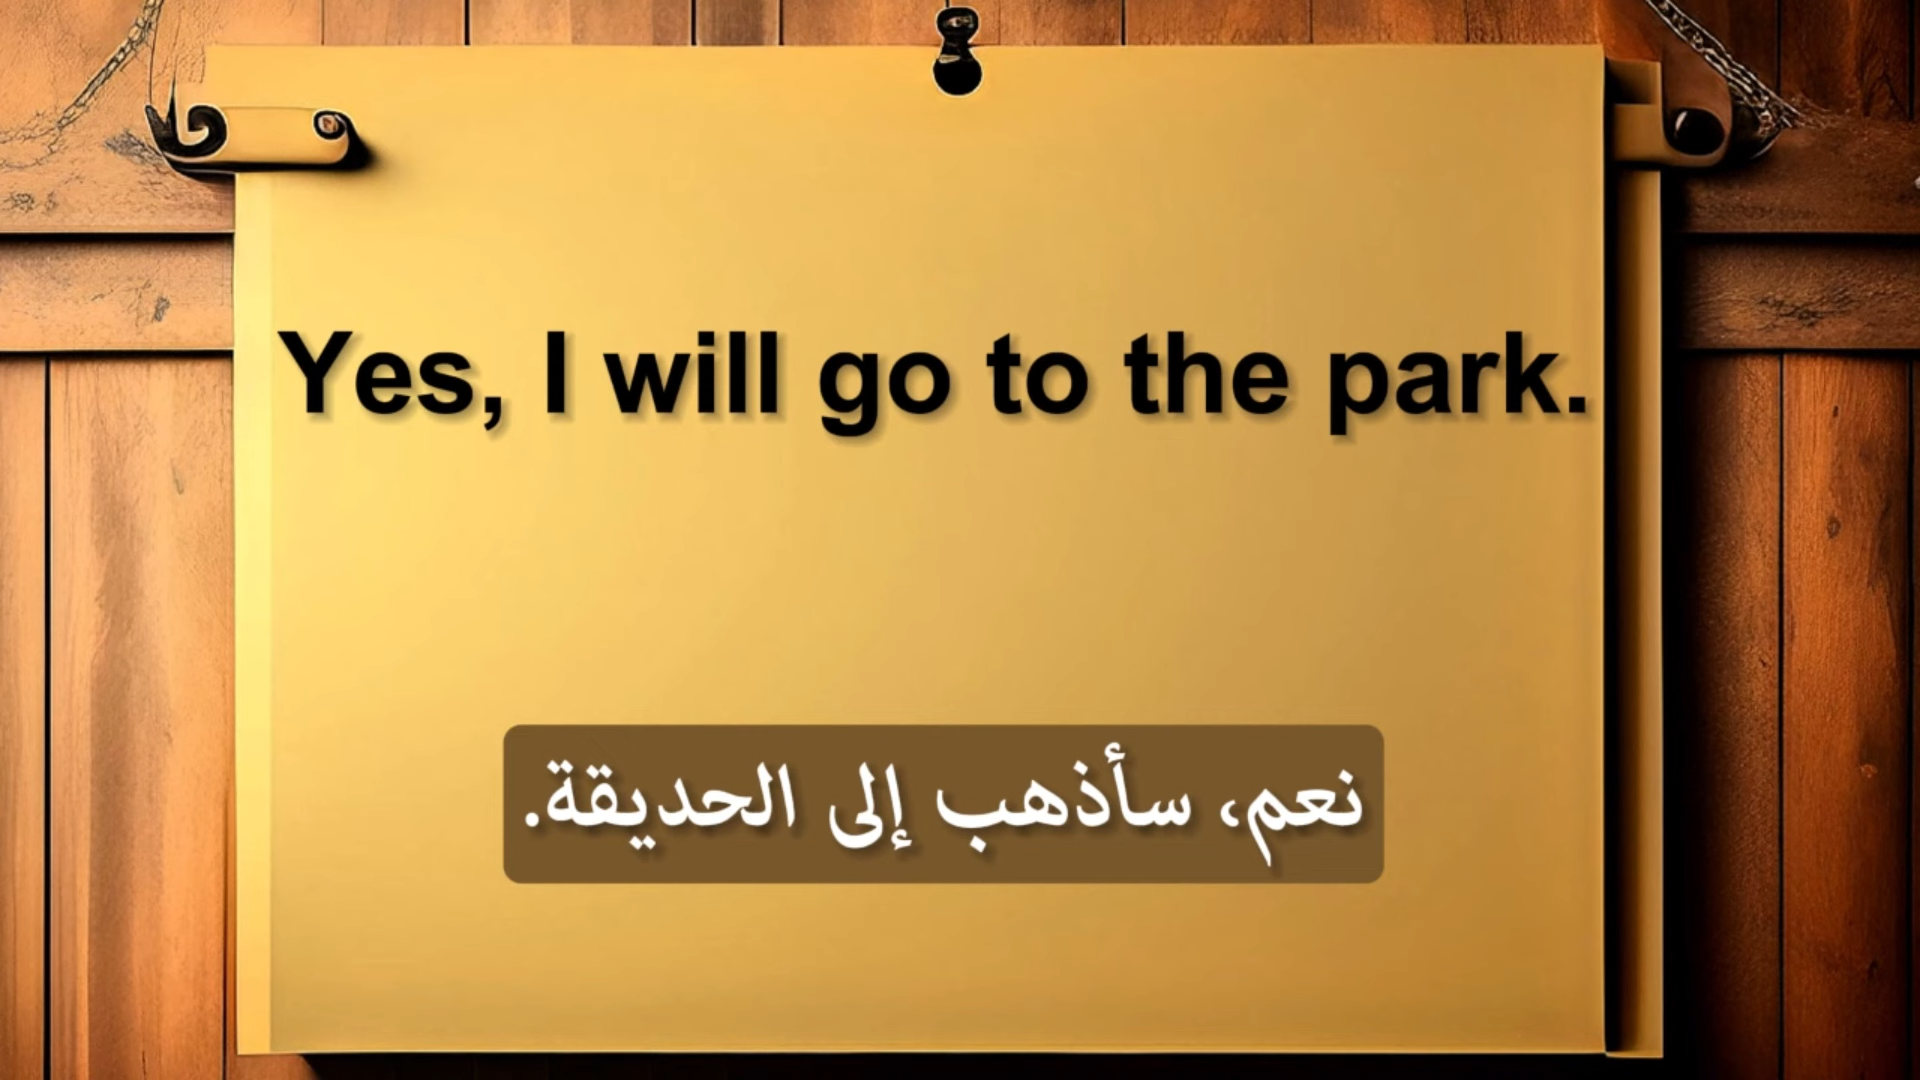 Yes, I will go to the park.
نعم، سأذهب إلى الحديقة.